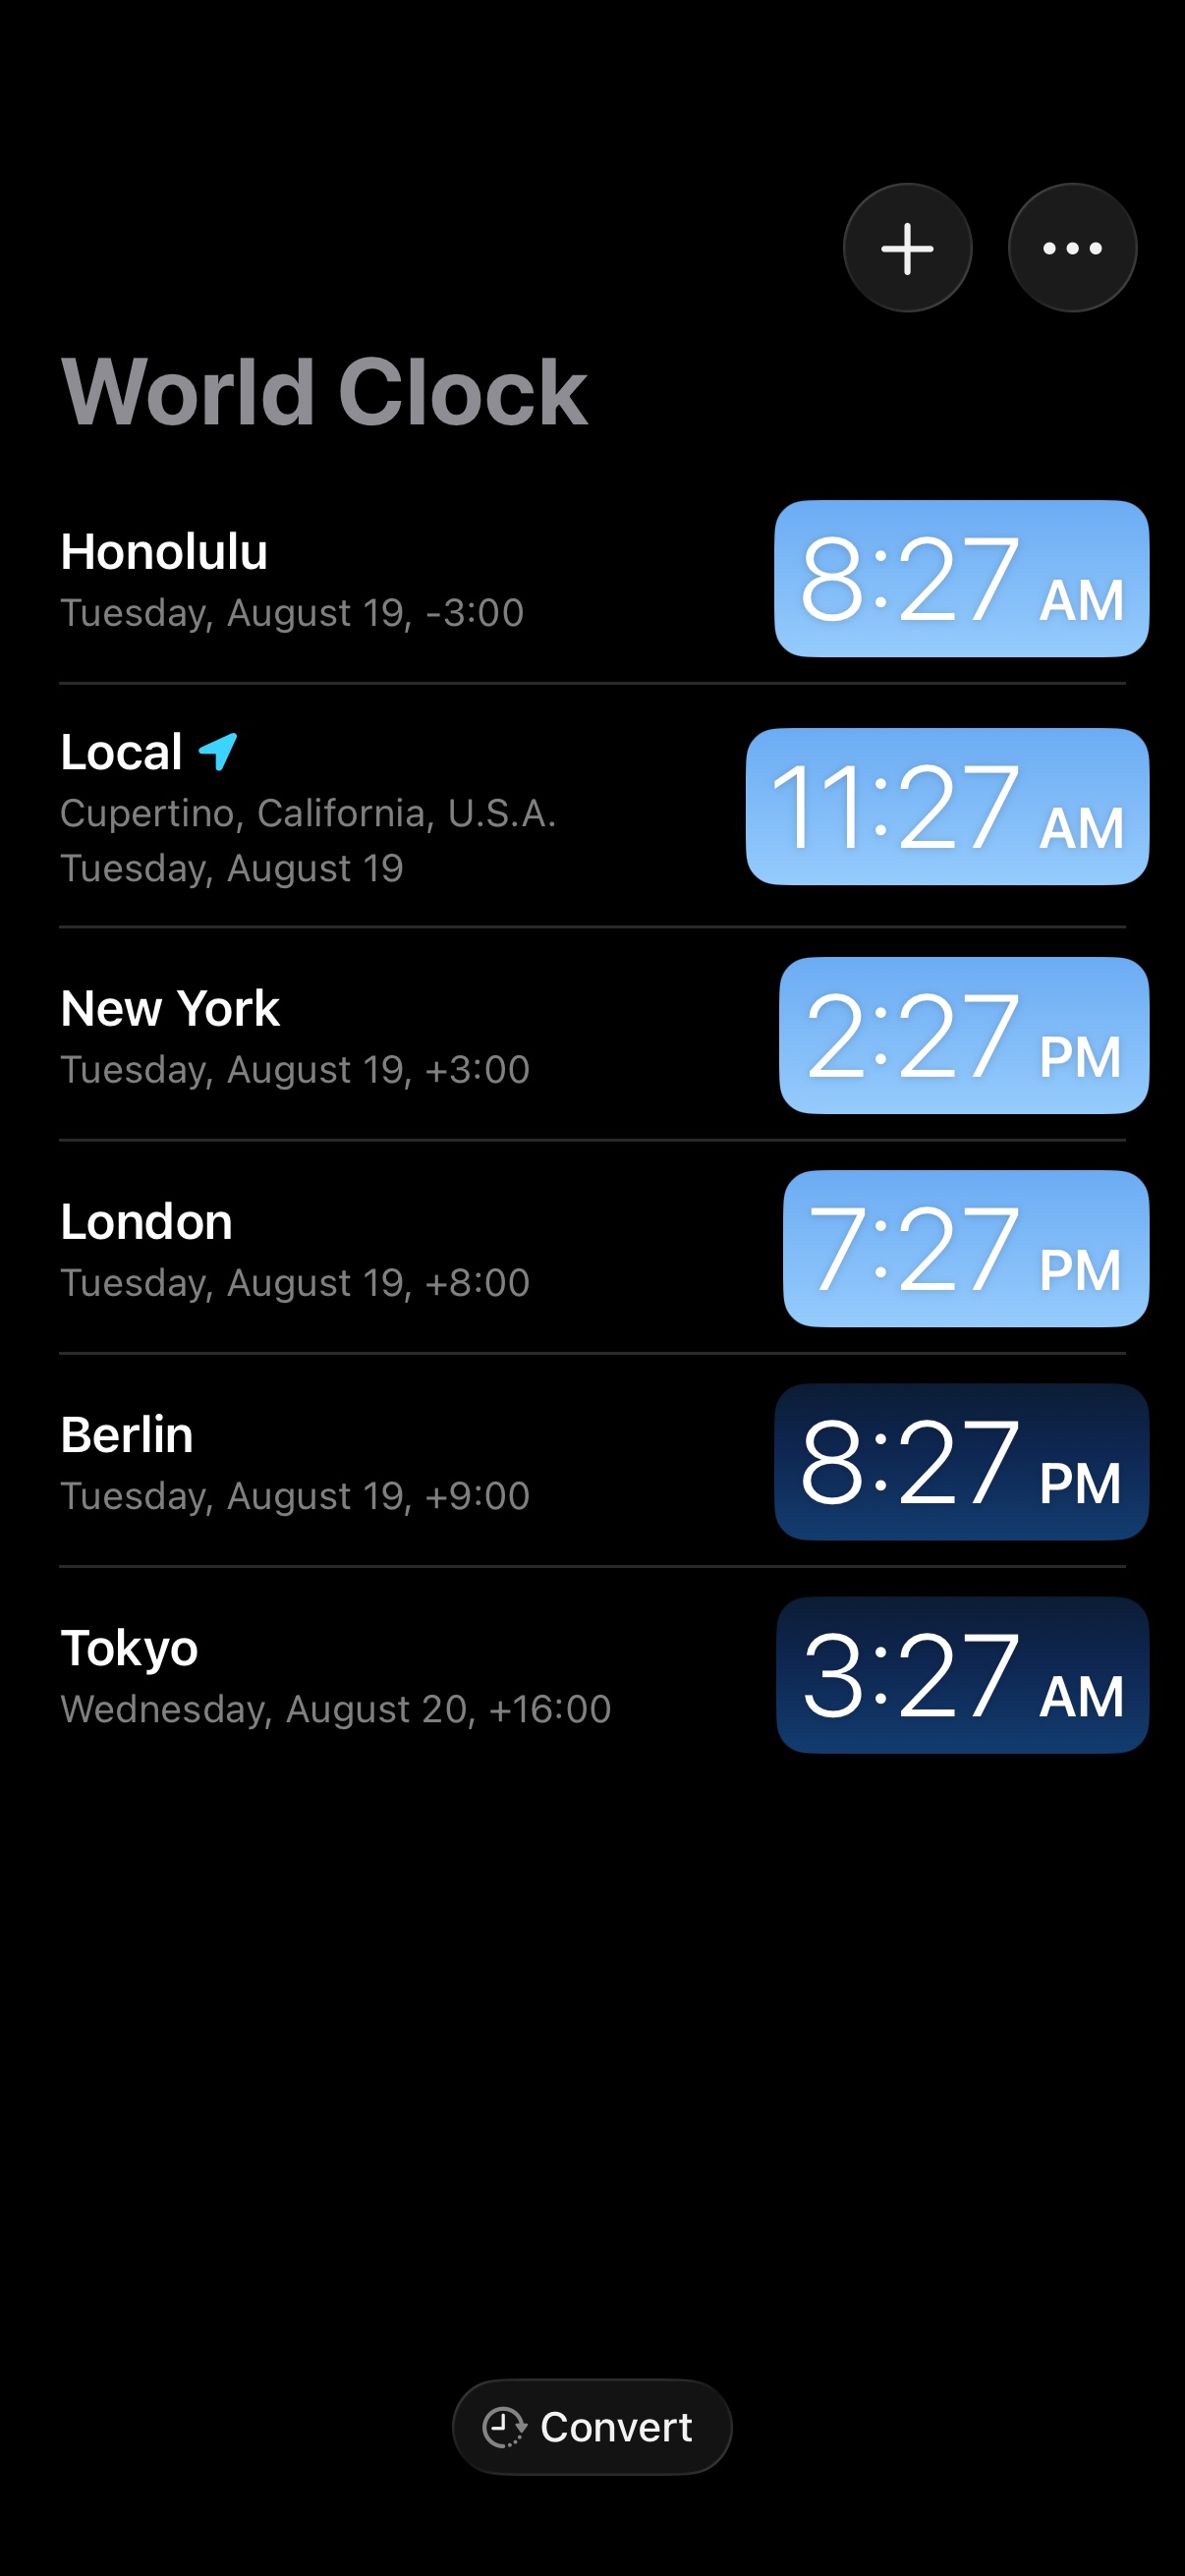 World Clock
Honolulu
Tuesday, August 19, -3:00
8:27 AM
Local
Cupertino, California, U.S.A.
Tuesday, August 19
11:27 AM
New York
Tuesday, August 19, +3:00
2:27 PM
London
Tuesday, August 19, +8:00
7:27 PM
Berlin
Tuesday, August 19, +9:00
8:27 PM
Tokyo
Wednesday, August 20, +16:00
3:27 AM
Convert